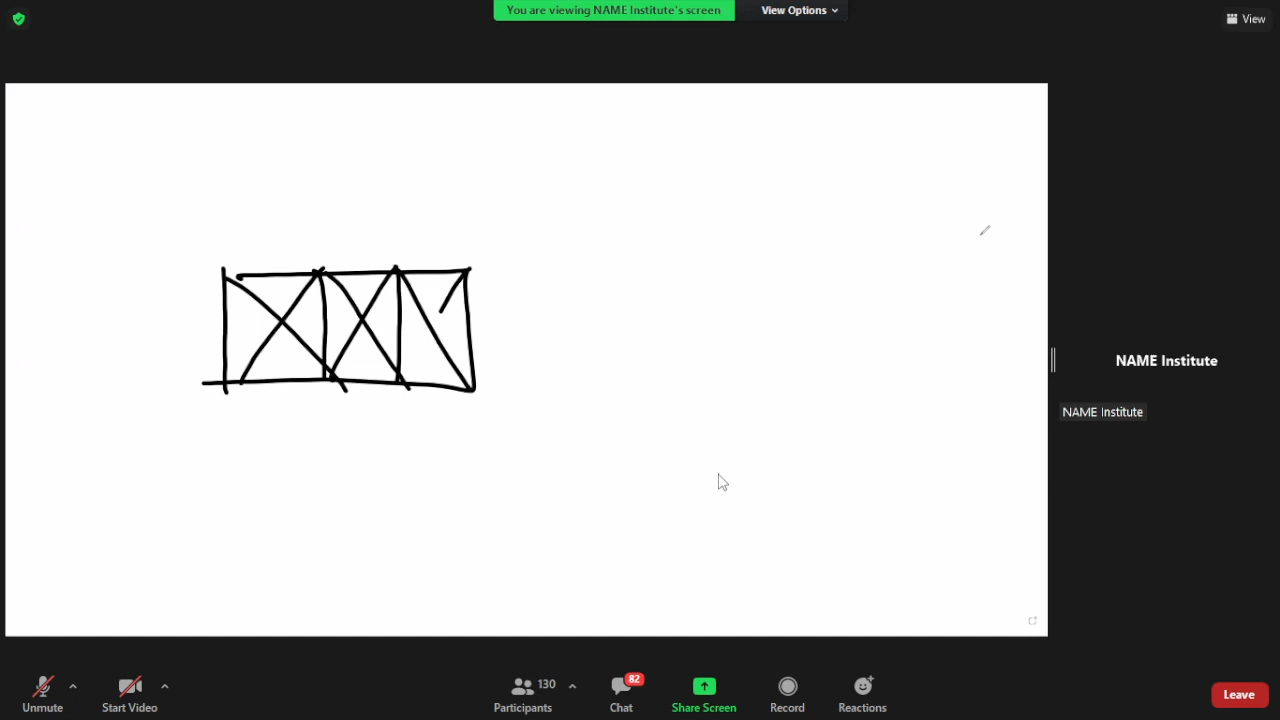 You are viewing NAME Institute's screen
View Options
View
NAME Institute
NAME Institute
Unmute
Start Video
130
Participants
82
Chat
Share Screen
Record
Reactions
Leave